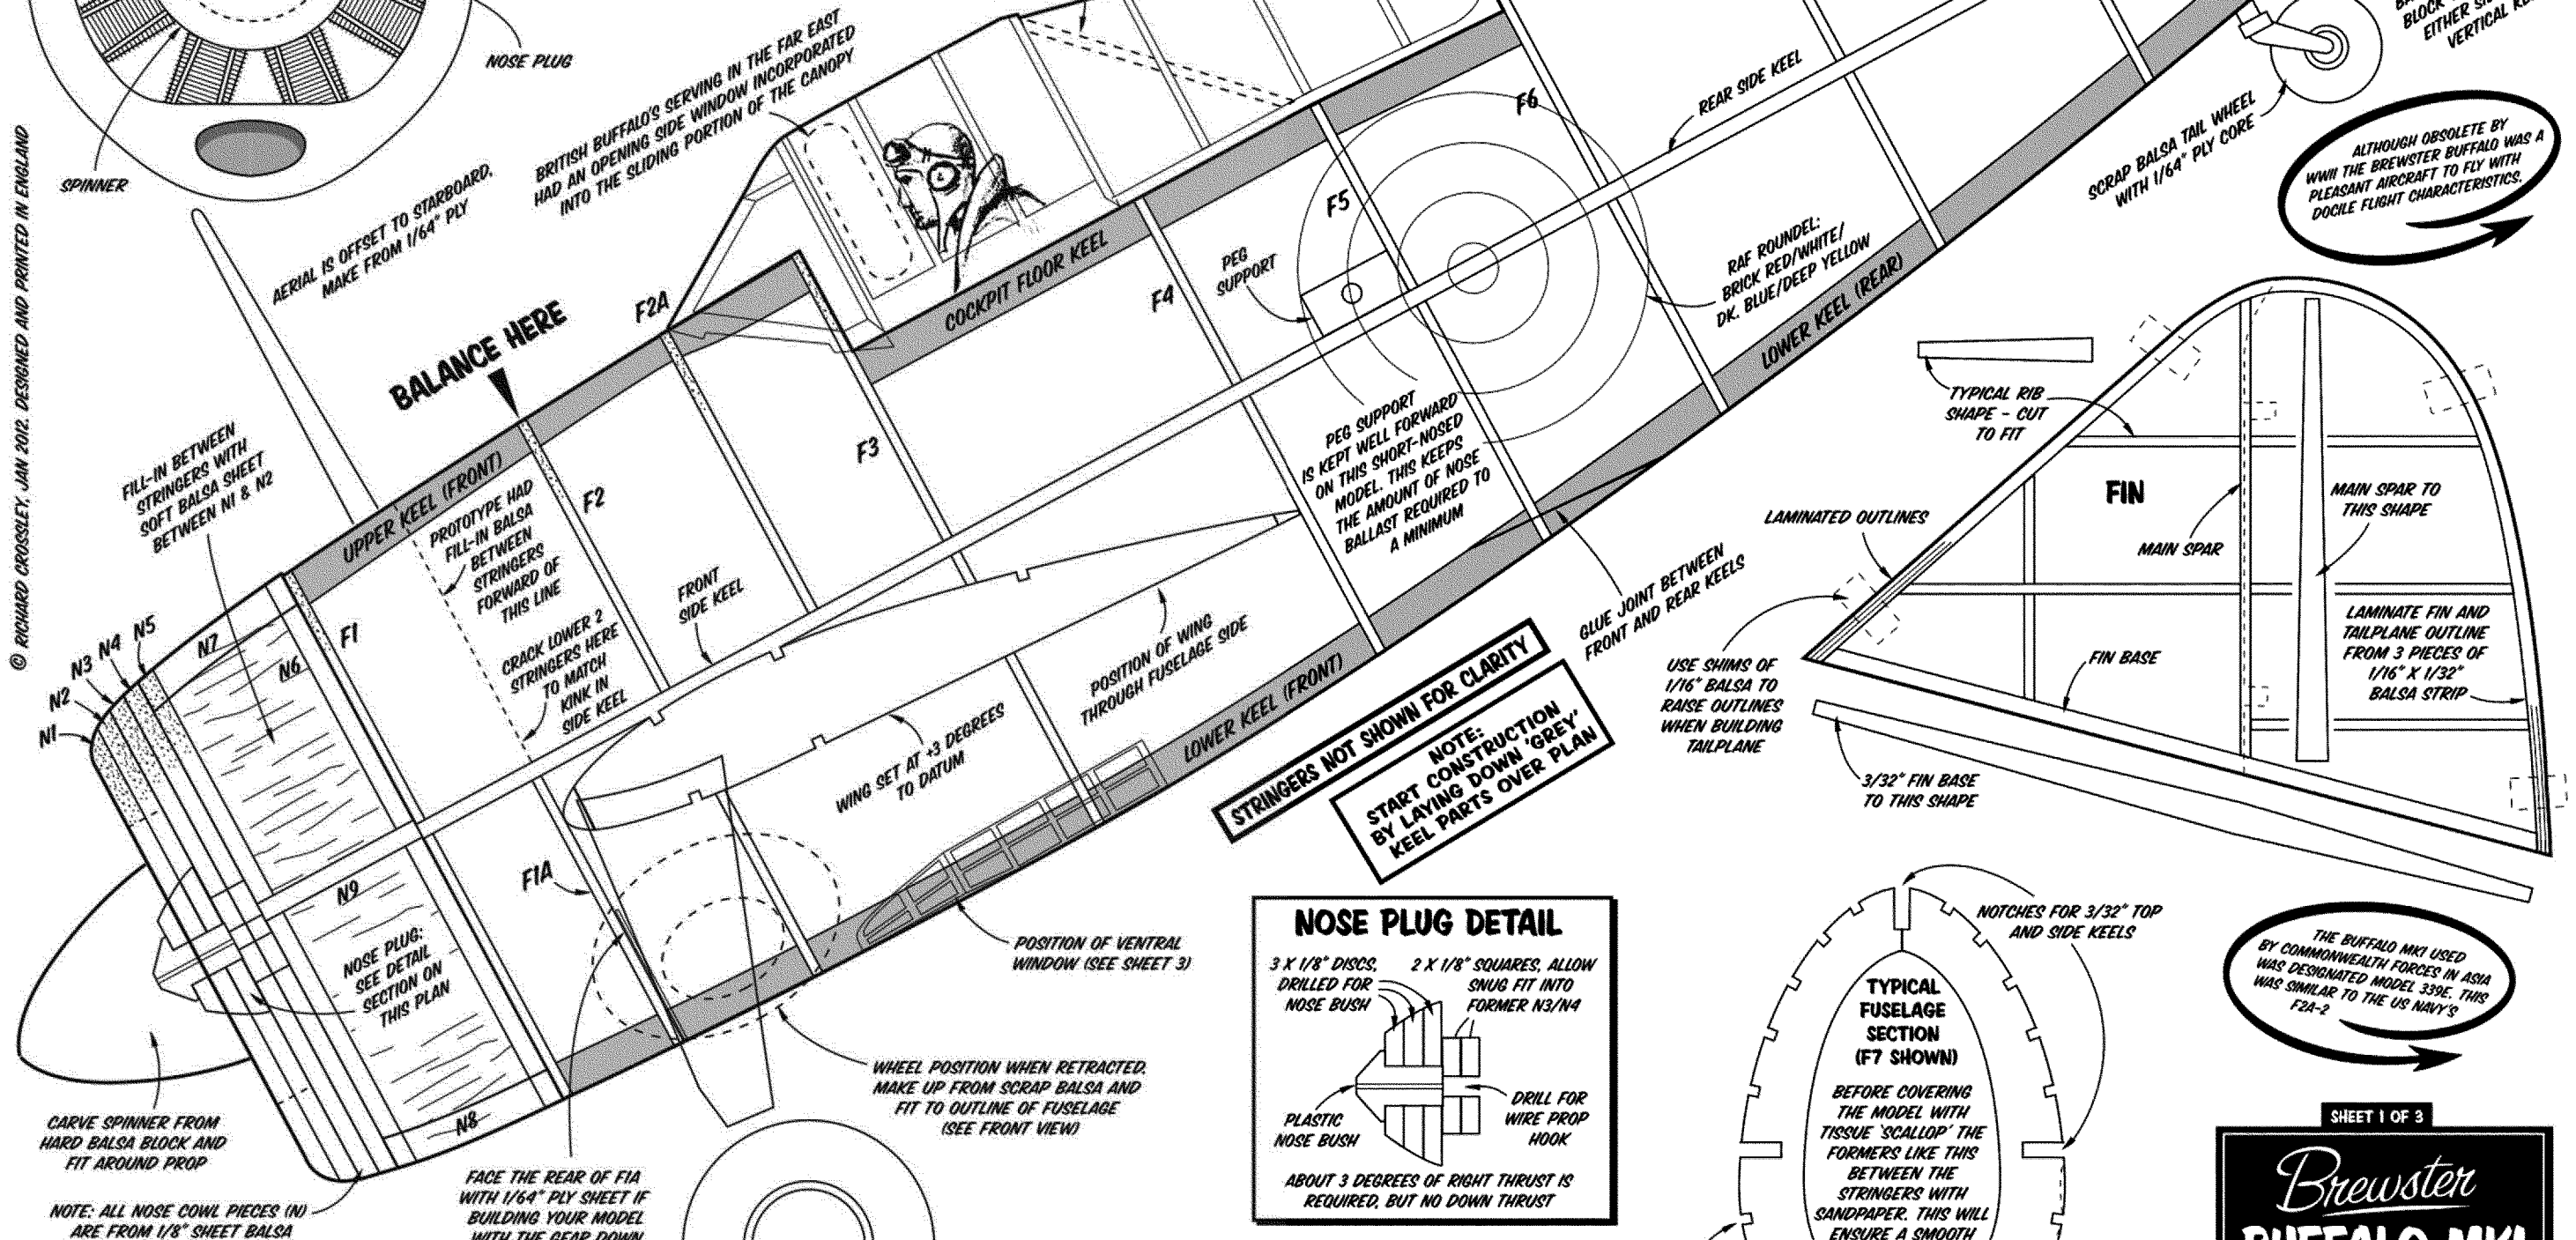 © RICHARD CROSSLEY, JAN 2012. DESIGNED AND PRINTED IN ENGLAND
SPINNER
NOSE PLUG
AERIAL IS OFFSET TO STARBOARD,
MAKE FROM 1/64" PLY
BRITISH BUFFALO'S SERVING IN THE FAR EAST
HAD AN OPENING SIDE WINDOW INCORPORATED
INTO THE SLIDING PORTION OF THE CANOPY
BALANCE HERE
F2A
COCKPIT FLOOR KEEL
F4
PEG
SUPPORT
F5
F6
REAR SIDE KEEL
RAF ROUNDEL:
BRICK RED/WHITE/
DK. BLUE/DEEP YELLOW
LOWER KEEL (REAR)
SCRAP BALSA TAIL WHEEL
WITH 1/64" PLY CORE
BLOCK
EITHER
VERTICAL
ALTHOUGH OBSOLETE BY
WWII THE BREWSTER BUFFALO WAS A
PLEASANT AIRCRAFT TO FLY WITH
DOCILE FLIGHT CHARACTERISTICS.
FILL-IN BETWEEN
STRINGERS WITH
SOFT BALSA SHEET
BETWEEN N1 & N2
UPPER KEEL (FRONT)
PROTOTYPE HAD
FILL-IN BALSA
BETWEEN
STRINGERS
FORWARD OF
THIS LINE
F2
F3
CRACK LOWER 2
STRINGERS HERE
TO MATCH
KINK IN
SIDE KEEL
FRONT
SIDE KEEL
F1
N1
N2
N3
N4
N5
N7
N6
N9
N8
NOSE PLUG:
SEE DETAIL
SECTION ON
THIS PLAN
F1A
PEG SUPPORT
IS KEPT WELL FORWARD
ON THIS SHORT-NOSED
MODEL. THIS KEEPS
THE AMOUNT OF NOSE
BALLAST REQUIRED TO
A MINIMUM
GLUE JOINT BETWEEN
FRONT AND REAR KEELS
POSITION OF WING
THROUGH FUSELAGE SIDE
WING SET AT +3 DEGREES
TO DATUM
LOWER KEEL (FRONT)
STRINGERS NOT SHOWN FOR CLARITY
NOTE:
START CONSTRUCTION
BY LAYING DOWN 'GREY'
KEEL PARTS OVER PLAN
POSITION OF VENTRAL
WINDOW (SEE SHEET 3)
WHEEL POSITION WHEN RETRACTED.
MAKE UP FROM SCRAP BALSA AND
FIT TO OUTLINE OF FUSELAGE
(SEE FRONT VIEW)
CARVE SPINNER FROM
HARD BALSA BLOCK AND
FIT AROUND PROP
NOTE: ALL NOSE COWL PIECES (N)
ARE FROM 1/8" SHEET BALSA
FACE THE REAR OF F1A
WITH 1/64" PLY SHEET IF
BUILDING YOUR MODEL
WITH THE GEAR DOWN
NOSE PLUG DETAIL
3 X 1/8" DISCS,
DRILLED FOR
NOSE BUSH
2 X 1/8" SQUARES, ALLOW
SNUG FIT INTO
FORMER N3/N4
PLASTIC
NOSE BUSH
DRILL FOR
WIRE PROP
HOOK
ABOUT 3 DEGREES OF RIGHT THRUST IS
REQUIRED, BUT NO DOWN THRUST
TYPICAL RIB
SHAPE - CUT
TO FIT
FIN
MAIN SPAR TO
THIS SHAPE
MAIN SPAR
LAMINATED OUTLINES
USE SHIMS OF
1/16" BALSA TO
RAISE OUTLINES
WHEN BUILDING
TAILPLANE
FIN BASE
LAMINATE FIN AND
TAILPLANE OUTLINE
FROM 3 PIECES OF
1/16" X 1/32"
BALSA STRIP
3/32" FIN BASE
TO THIS SHAPE
NOTCHES FOR 3/32" TOP
AND SIDE KEELS
TYPICAL
FUSELAGE
SECTION
(F7 SHOWN)
BEFORE COVERING
THE MODEL WITH
TISSUE 'SCALLOP' THE
FORMERS LIKE THIS
BETWEEN THE
STRINGERS WITH
SANDPAPER. THIS WILL
ENSURE A SMOOTH
THE BUFFALO MK1 USED
BY COMMONWEALTH FORCES IN ASIA
WAS DESIGNATED MODEL 339E. THIS
WAS SIMILAR TO THE US NAVY'S
F2A-2
SHEET 1 OF 3
Brewster
BUFFALO MK1